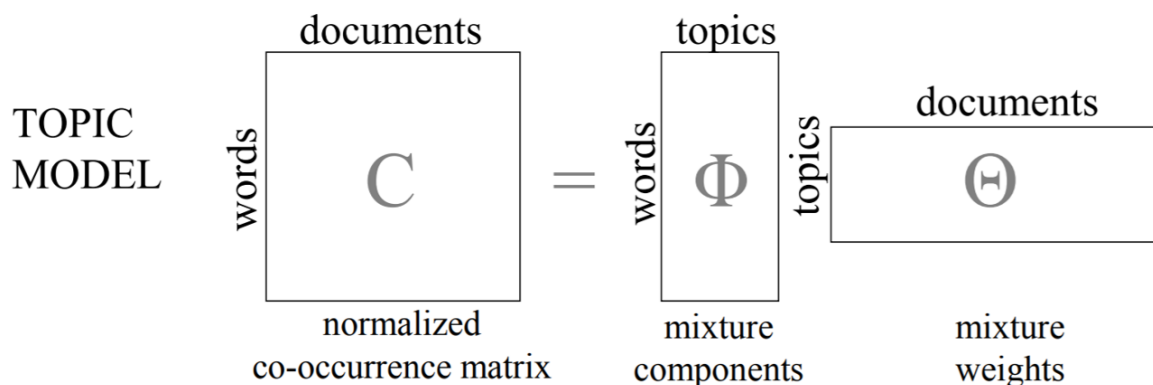 TOPIC
MODEL
documents
words
C
normalized
co-occurrence matrix
=
topics
words
Φ
mixture
components
documents
topics
Θ
mixture
weights